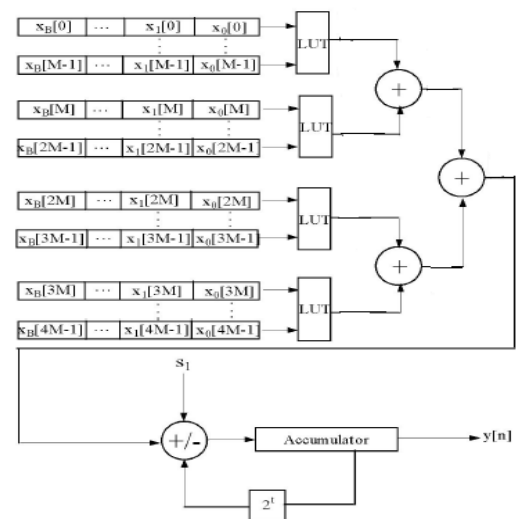 x_B[0] ... x_1[0] x_0[0]
LUT
x_B[M-1] ... x_1[M-1] x_0[M-1]
+
x_B[M] ... x_1[M] x_0[M]
LUT
x_B[2M-1] ... x_1[2M-1] x_0[2M-1
+
x_B[2M] ... x_1[2M] x_0[2M]
LUT
x_B[3M-1] ... x_1[3M-1] x_0[3M-1]
+
x_B[3M] ... x_1[3M] x_0[3M]
LUT
x_B[4M-1] ... x_1[4M-1] x_0[4M-1]
s_1
+/- Accumulator y[n]
2^t